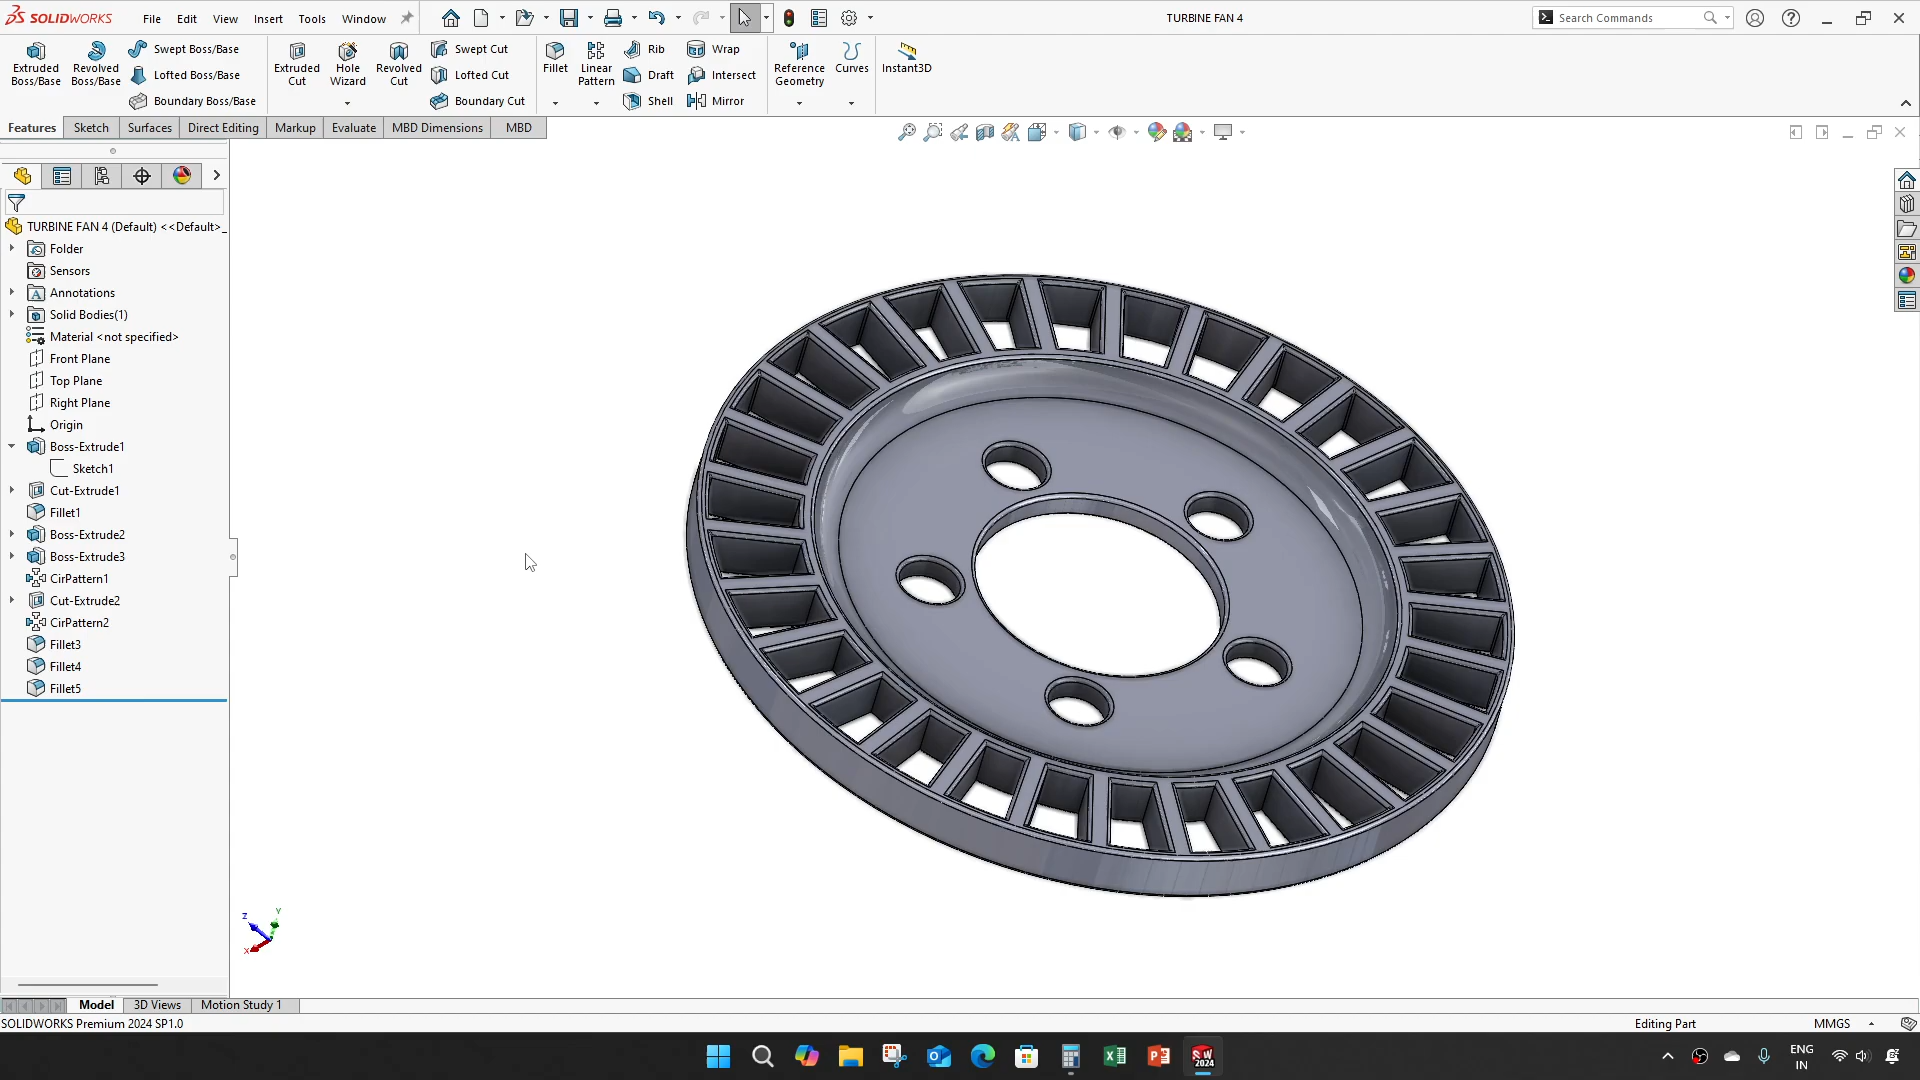 SOLIDWORKS
File
Edit
View
Insert
Tools
Window
TURBINE FAN 4
Search Commands
Extruded Boss/Base
Revolved Boss/Base
Swept Boss/Base
Lofted Boss/Base
Boundary Boss/Base
Extruded Cut
Hole Wizard
Revolved Cut
Swept Cut
Lofted Cut
Boundary Cut
Fillet
Linear Pattern
Rib
Draft
Shell
Wrap
Intersect
Mirror
Reference Geometry
Curves
Instant3D
Features
Sketch
Surfaces
Direct Editing
Markup
Evaluate
MBD Dimensions
MBD
TURBINE FAN 4 (Default) <<Default>_
Folder
Sensors
Annotations
Solid Bodies(1)
Material <not specified>
Front Plane
Top Plane
Right Plane
Origin
Boss-Extrude1
Sketch1
Cut-Extrude1
Fillet1
Boss-Extrude2
Boss-Extrude3
CirPattern1
Cut-Extrude2
CirPattern2
Fillet3
Fillet4
Fillet5
Y
Z
X
Model
3D Views
Motion Study 1
SOLIDWORKS Premium 2024 SP1.0
Editing Part
MMGS
SW 2024
ENG
IN